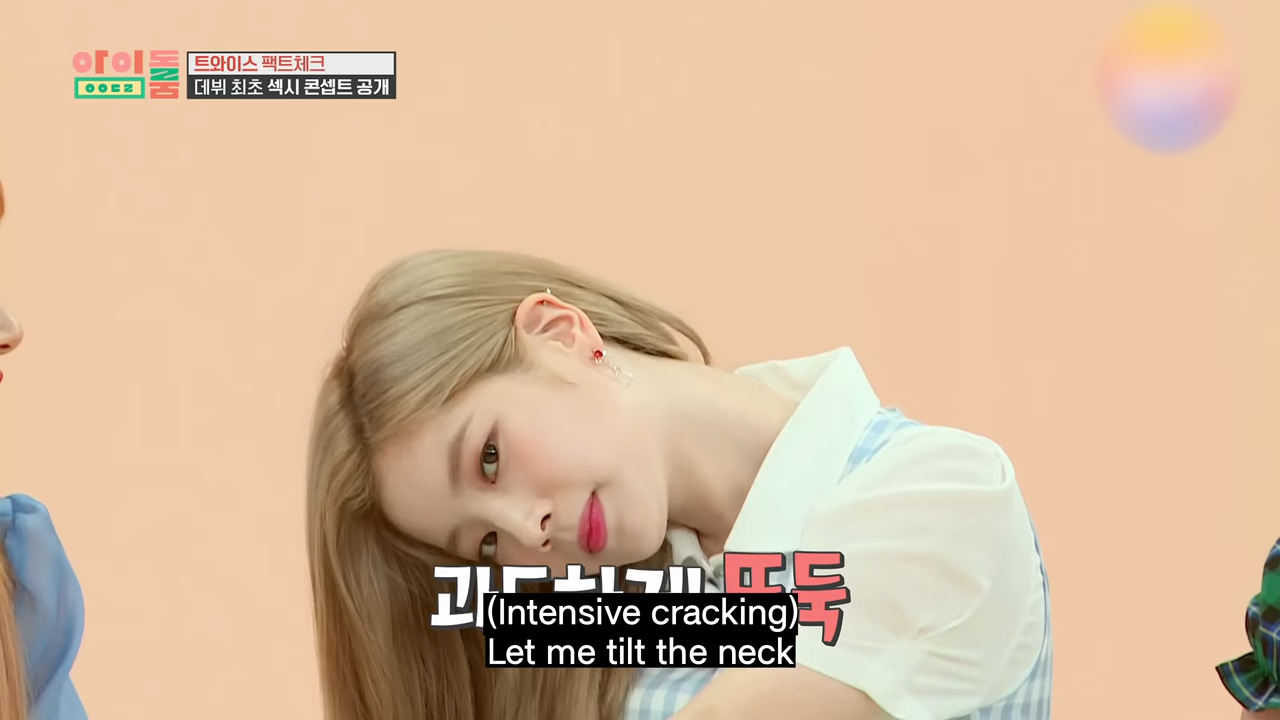 아이돌룸
트와이스 팩트체크
데뷔 최초 섹시 콘셉트 공개
뚜둑
(Intensive cracking)
Let me tilt the neck